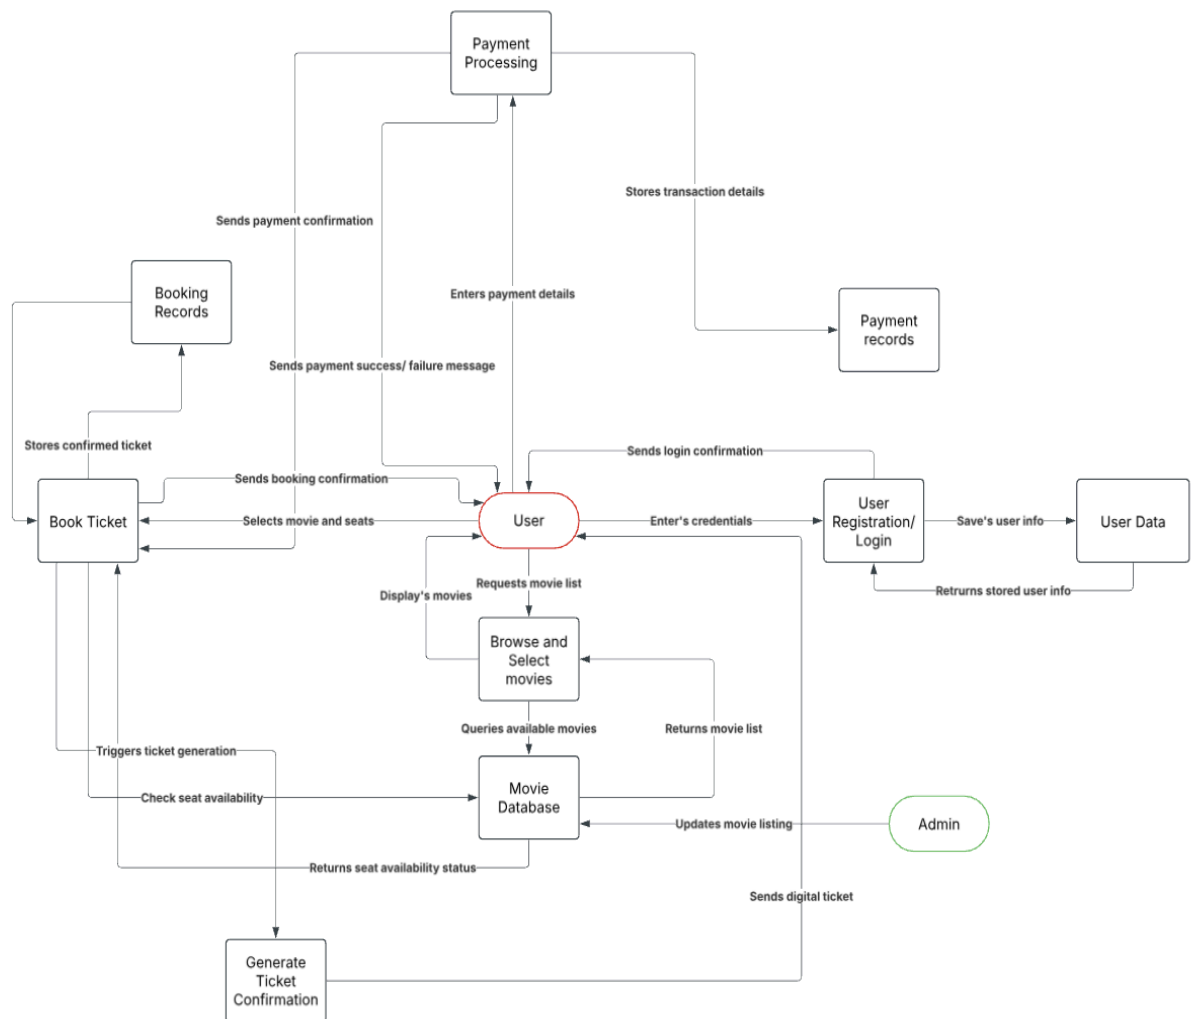 Payment
Processing
Stores transaction details
Sends payment confirmation
Booking
Records
Enters payment details
Payment
records
Sends payment success/ failure message
Stores confirmed ticket
Sends login confirmation
Sends booking confirmation
Book Ticket
Selects movie and seats
User
Enter's credentials
User
Registration/
Login
Save's user info
User Data
Requests movie list
Display's movies
Retrurns stored user info
Browse and
Select
movies
Queries available movies
Returns movie list
Triggers ticket generation
Movie
Database
Check seat availability
Updates movie listing
Admin
Returns seat availability status
Sends digital ticket
Generate
Ticket
Confirmation